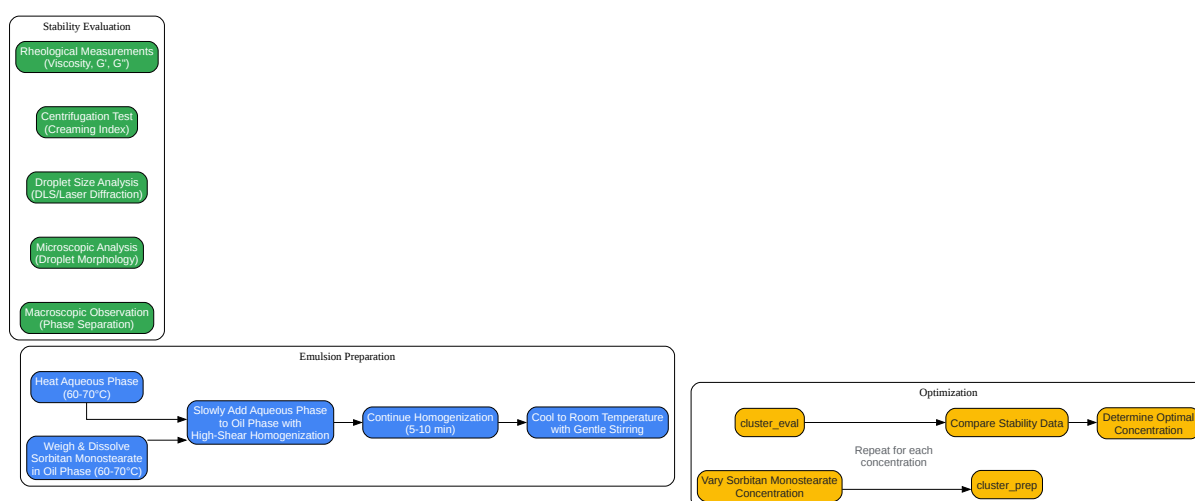 Stability Evaluation
Rheological Measurements
(Viscosity, G', G")
Centrifugation Test
(Creaming Index)
Droplet Size Analysis
(DLS/Laser Diffraction)
Microscopic Analysis
(Droplet Morphology)
Macroscopic Observation
(Phase Separation)
Emulsion Preparation
Heat Aqueous Phase
(60-70°C)
Weigh & Dissolve
Sorbitan Monostearate
in Oil Phase (60-70°C)
Slowly Add Aqueous Phase
to Oil Phase with
High-Shear Homogenization
Continue Homogenization
(5-10 min)
Cool to Room Temperature
with Gentle Stirring
Optimization
cluster_eval
Compare Stability Data
Determine Optimal
Concentration
Repeat for each
concentration
Vary Sorbitan Monostearate
Concentration
cluster_prep